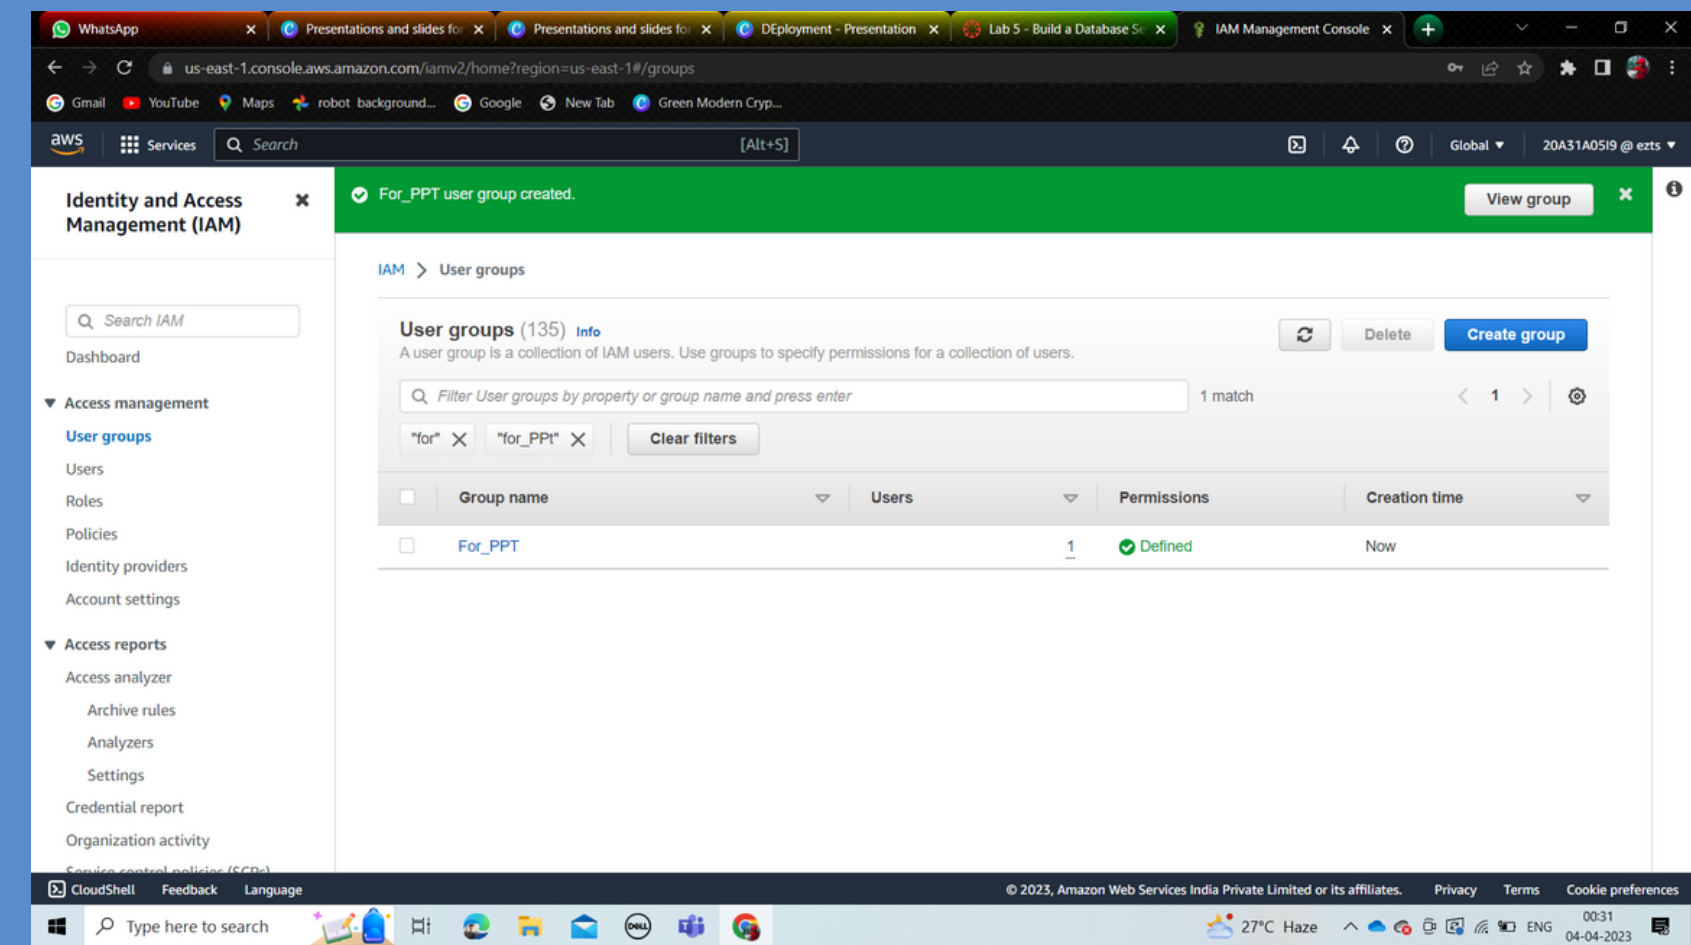 WhatsApp
Presentations and slides for
Presentations and slides for
DEployment - Presentation
Lab 5 - Build a Database Se
IAM Management Console
us-east-1.console.aws.amazon.com/iamv2/home?region=us-east-1#/groups
Gmail
YouTube
Maps
robot background...
Google
New Tab
Green Modern Cryp...
aws
Services
Search
[Alt+S]
Global
20A31A05I9 @ ezts
Identity and Access
Management (IAM)
For_PPT user group created.
View group
IAM > User groups
Search IAM
Dashboard
Access management
User groups
Users
Roles
Policies
Identity providers
Account settings
Access reports
Access analyzer
Archive rules
Analyzers
Settings
Credential report
Organization activity
Service control policies (SCPs)
User groups (135) Info
A user group is a collection of IAM users. Use groups to specify permissions for a collection of users.
Delete
Create group
Filter User groups by property or group name and press enter
1 match
1
"for"
"for_PPt"
Clear filters
Group name
Users
Permissions
Creation time
For_PPT
1
Defined
Now
CloudShell
Feedback
Language
© 2023, Amazon Web Services India Private Limited or its affiliates.
Privacy
Terms
Cookie preferences
Type here to search
DELL
27°C Haze
ENG
00:31
04-04-2023